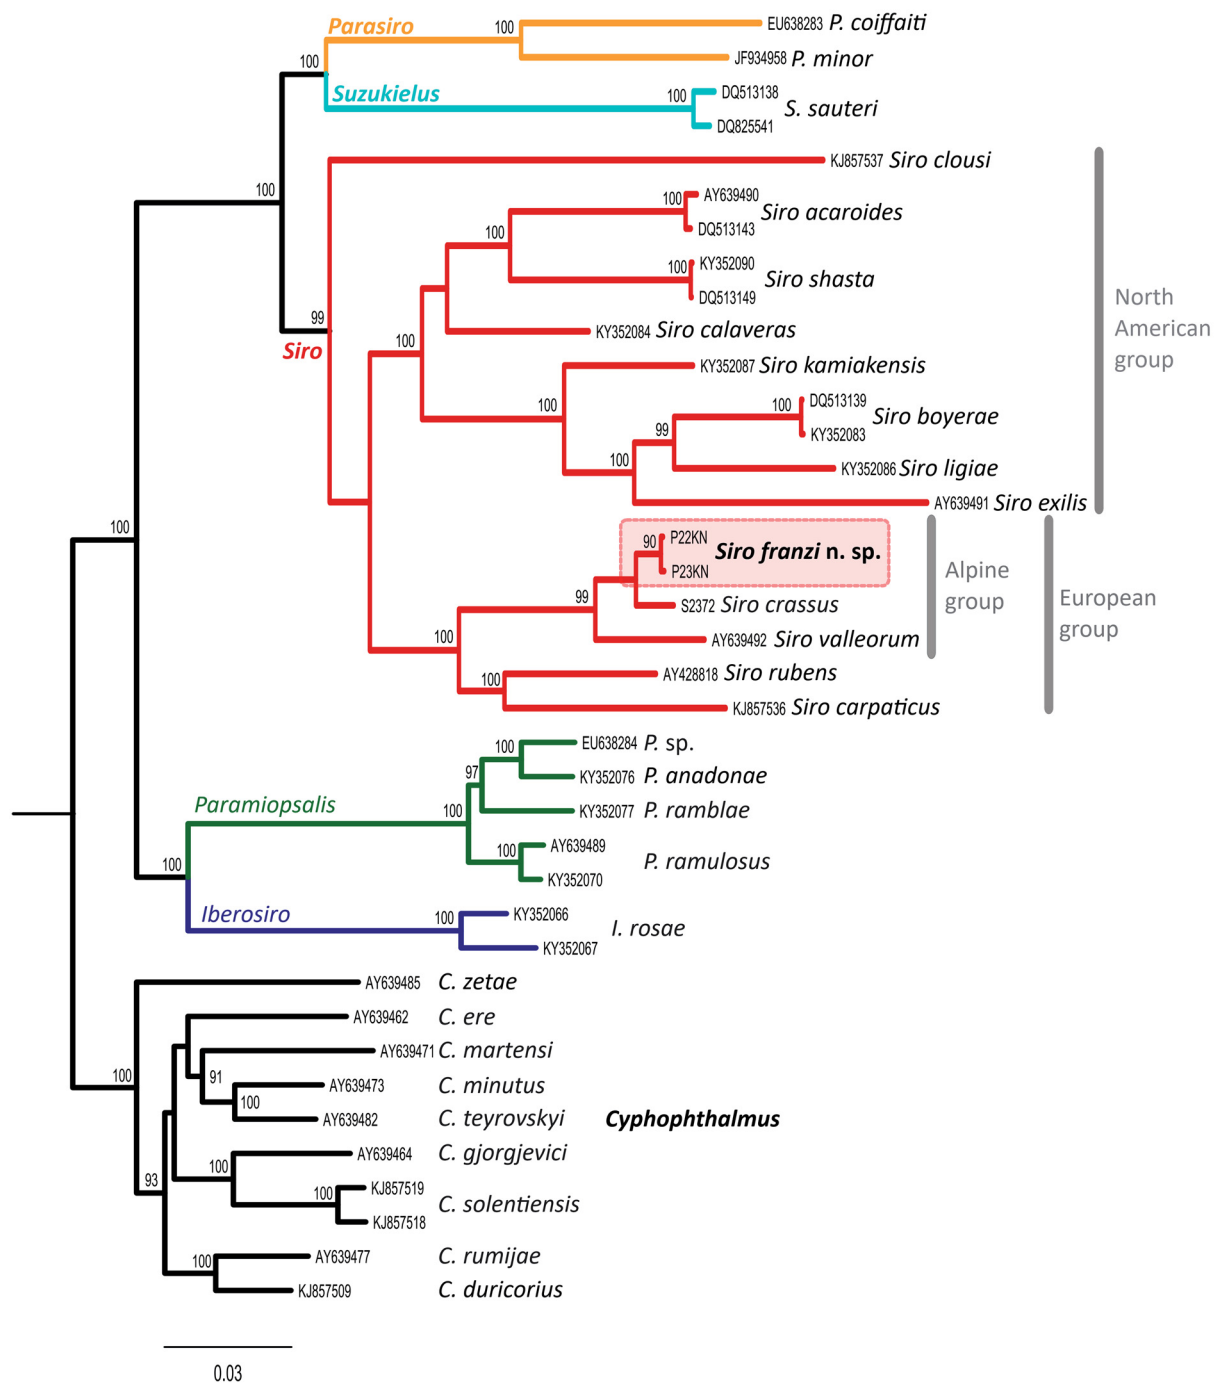 Parasiro
100
EU638283 P. coiffaiti
JF934958 P. minor
100
Suzukielus
100
DQ513138
S. sauteri
DQ825541
100
KJ857537 Siro clousi
100
AY639490
Siro acaroides
DQ513143
100
100
KY352090
Siro shasta
DQ513149
KY352084 Siro calaveras
99
Siro
100
KY352087 Siro kamiakensis
100
100
DQ513139
Siro boyerae
KY352083
99
100
KY352086 Siro ligiae
AY639491 Siro exilis
North
American
group
100
90
P22KN
Siro franzi n. sp.
P23KN
99
S2372 Siro crassus
AY639492 Siro valleorum
Alpine
group
European
group
100
100
AY428818 Siro rubens
KJ857536 Siro carpaticus
100
EU638284 P. sp.
97
KY352076 P. anadonae
Paramiopsalis
100
KY352077 P. ramblae
100
AY639489
P. ramulosus
KY352070
100
Iberosiro
100
KY352066
I. rosae
KY352067
AY639485 C. zetae
AY639462 C. ere
AY639471 C. martensi
100
91
AY639473 C. minutus
100
AY639482 C. teyrovskyi
Cyphophthalmus
AY639464 C. gjorgjevici
100
93
100
KJ857519
C. solentiensis
KJ857518
AY639477 C. rumijae
100
KJ857509 C. duricorius
0.03